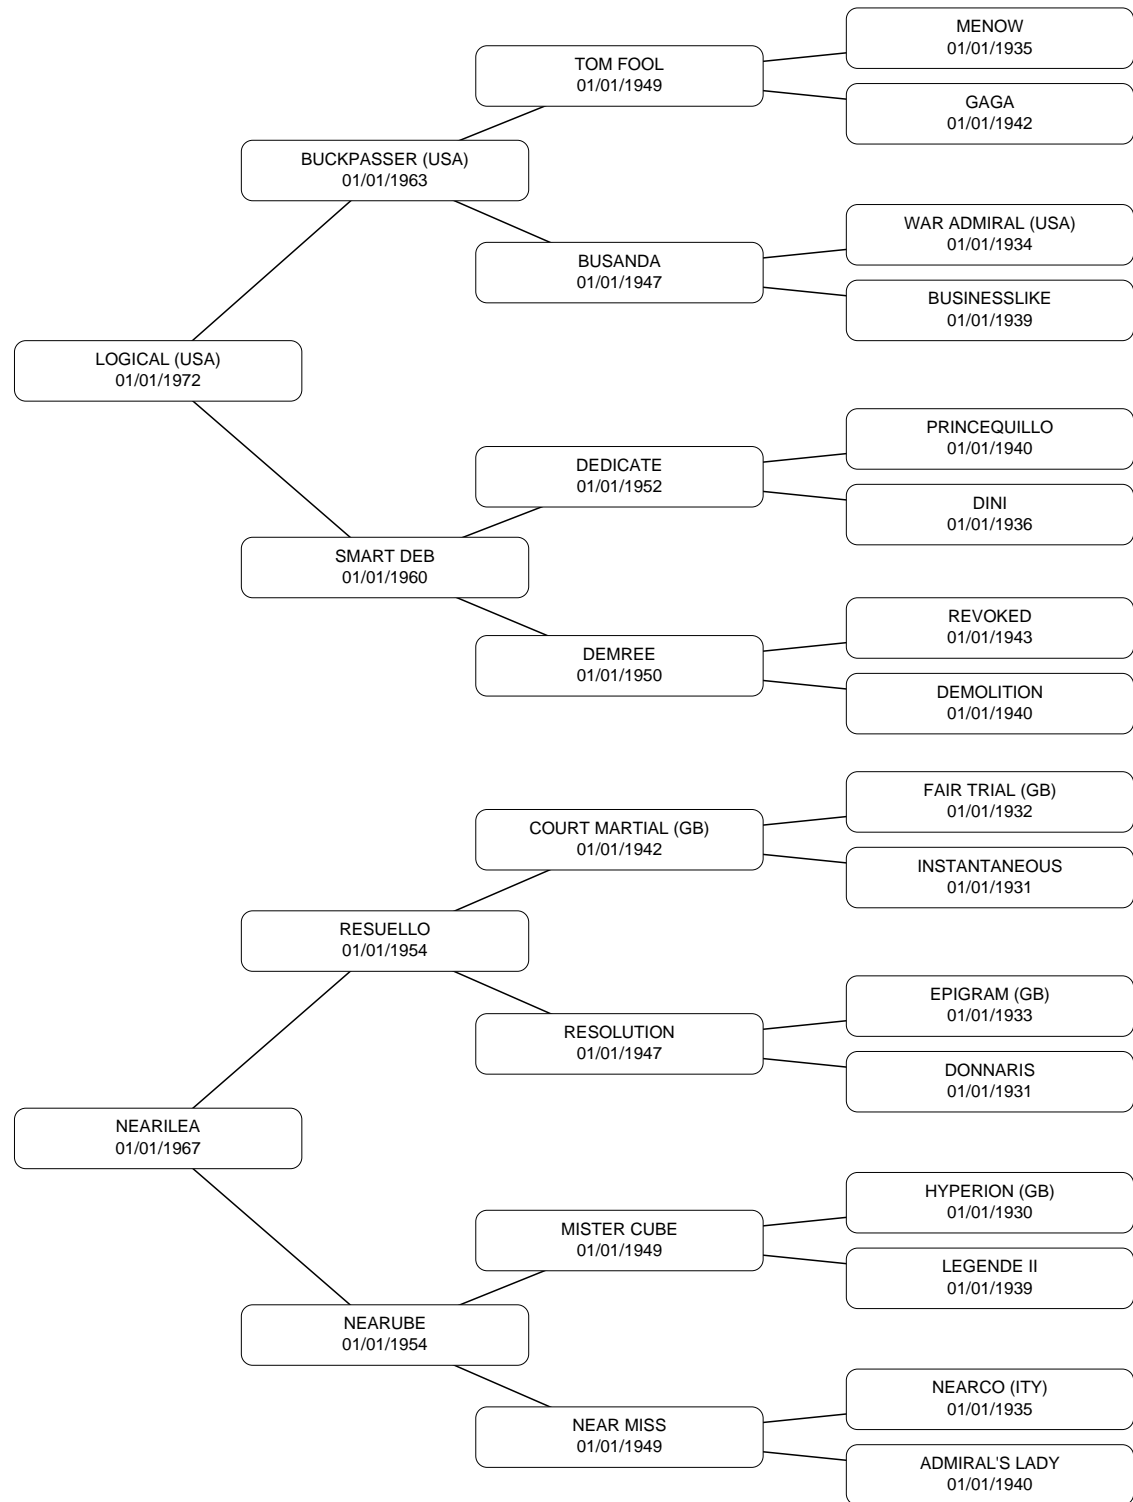 MENOW
01/01/1935
TOM FOOL
01/01/1949
GAGA
01/01/1942
BUCKPASSER (USA)
01/01/1963
WAR ADMIRAL (USA)
01/01/1934
BUSANDA
01/01/1947
BUSINESSLIKE
01/01/1939
LOGICAL (USA)
01/01/1972
PRINCEQUILLO
01/01/1940
DEDICATE
01/01/1952
DINI
01/01/1936
SMART DEB
01/01/1960
REVOKED
01/01/1943
DEMREE
01/01/1950
DEMOLITION
01/01/1940
FAIR TRIAL (GB)
01/01/1932
COURT MARTIAL (GB)
01/01/1942
INSTANTANEOUS
01/01/1931
RESUELLO
01/01/1954
EPIGRAM (GB)
01/01/1933
RESOLUTION
01/01/1947
DONNARIS
01/01/1931
NEARILEA
01/01/1967
HYPERION (GB)
01/01/1930
MISTER CUBE
01/01/1949
LEGENDE II
01/01/1939
NEARUBE
01/01/1954
NEARCO (ITY)
01/01/1935
NEAR MISS
01/01/1949
ADMIRAL'S LADY
01/01/1940